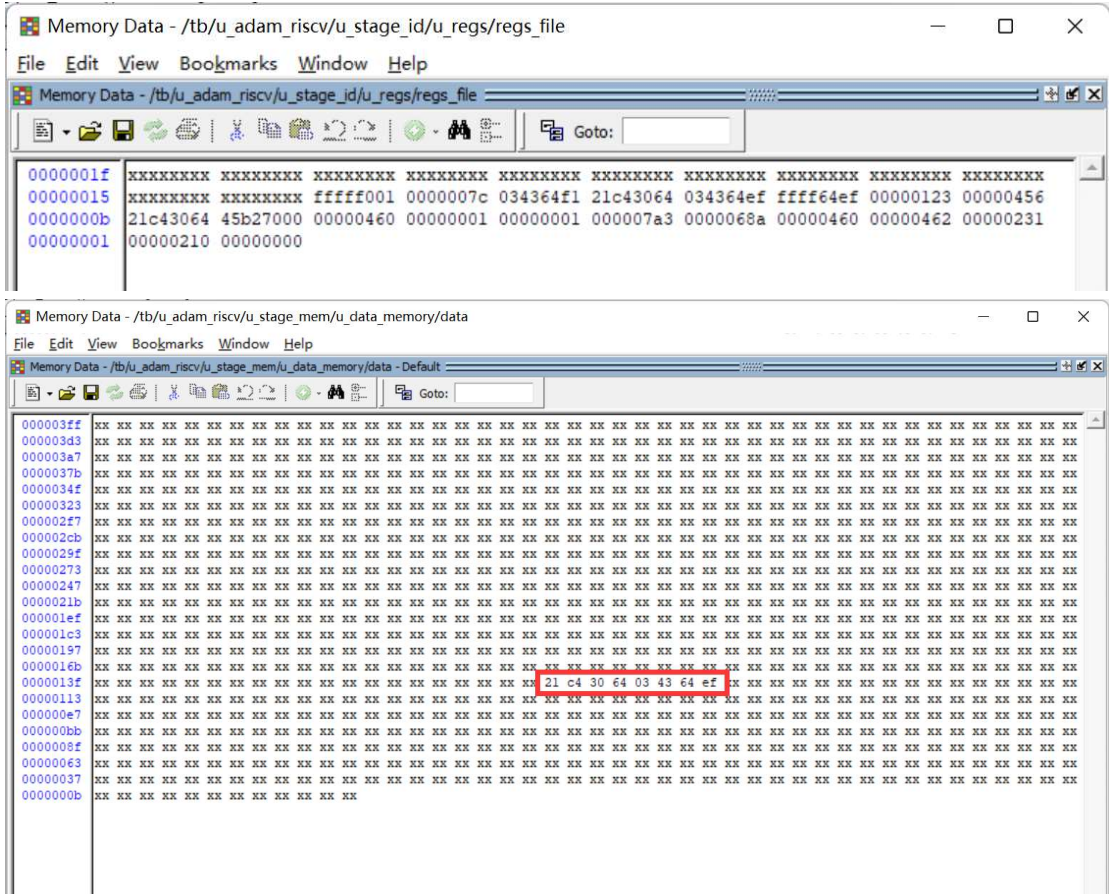 Memory Data - /tb/u_adam_riscv/u_stage_id/u_regs/regs_file
File Edit View Bookmarks Window Help
Memory Data - /tb/u_adam_riscv/u_stage_id/u_regs/regs_file
Goto:
0000001f xxxxxxxx xxxxxxxx xxxxxxxx xxxxxxxx xxxxxxxx xxxxxxxx xxxxxxxx xxxxxxxx xxxxxxxx xxxxxxxx
00000015 xxxxxxxx xxxxxxxx fffff001 0000007c 034364f1 21c43064 034364ef ffff64ef 00000123 00000456
0000000b 21c43064 45b27000 00000460 00000001 00000001 000007a3 0000068a 00000460 00000462 00000231
00000001 00000210 00000000
Memory Data - /tb/u_adam_riscv/u_stage_mem/u_data_memory/data
File Edit View Bookmarks Window Help
Memory Data - /tb/u_adam_riscv/u_stage_mem/u_data_memory/data - Default
Goto:
000003ff xx xx xx xx xx xx xx xx xx xx xx xx xx xx xx xx xx xx xx xx xx xx xx xx xx xx xx xx xx xx xx xx xx xx xx xx xx xx xx xx xx xx xx xx
000003d3 xx xx xx xx xx xx xx xx xx xx xx xx xx xx xx xx xx xx xx xx xx xx xx xx xx xx xx xx xx xx xx xx xx xx xx xx xx xx xx xx xx xx xx xx
000003a7 xx xx xx xx xx xx xx xx xx xx xx xx xx xx xx xx xx xx xx xx xx xx xx xx xx xx xx xx xx xx xx xx xx xx xx xx xx xx xx xx xx xx xx xx
0000037b xx xx xx xx xx xx xx xx xx xx xx xx xx xx xx xx xx xx xx xx xx xx xx xx xx xx xx xx xx xx xx xx xx xx xx xx xx xx xx xx xx xx xx xx
0000034f xx xx xx xx xx xx xx xx xx xx xx xx xx xx xx xx xx xx xx xx xx xx xx xx xx xx xx xx xx xx xx xx xx xx xx xx xx xx xx xx xx xx xx xx
00000323 xx xx xx xx xx xx xx xx xx xx xx xx xx xx xx xx xx xx xx xx xx xx xx xx xx xx xx xx xx xx xx xx xx xx xx xx xx xx xx xx xx xx xx xx
000002f7 xx xx xx xx xx xx xx xx xx xx xx xx xx xx xx xx xx xx xx xx xx xx xx xx xx xx xx xx xx xx xx xx xx xx xx xx xx xx xx xx xx xx xx xx
000002cb xx xx xx xx xx xx xx xx xx xx xx xx xx xx xx xx xx xx xx xx xx xx xx xx xx xx xx xx xx xx xx xx xx xx xx xx xx xx xx xx xx xx xx xx
0000029f xx xx xx xx xx xx xx xx xx xx xx xx xx xx xx xx xx xx xx xx xx xx xx xx xx xx xx xx xx xx xx xx xx xx xx xx xx xx xx xx xx xx xx xx
00000273 xx xx xx xx xx xx xx xx xx xx xx xx xx xx xx xx xx xx xx xx xx xx xx xx xx xx xx xx xx xx xx xx xx xx xx xx xx xx xx xx xx xx xx xx
00000247 xx xx xx xx xx xx xx xx xx xx xx xx xx xx xx xx xx xx xx xx xx xx xx xx xx xx xx xx xx xx xx xx xx xx xx xx xx xx xx xx xx xx xx xx
0000021b xx xx xx xx xx xx xx xx xx xx xx xx xx xx xx xx xx xx xx xx xx xx xx xx xx xx xx xx xx xx xx xx xx xx xx xx xx xx xx xx xx xx xx xx
000001ef xx xx xx xx xx xx xx xx xx xx xx xx xx xx xx xx xx xx xx xx xx xx xx xx xx xx xx xx xx xx xx xx xx xx xx xx xx xx xx xx xx xx xx xx
000001c3 xx xx xx xx xx xx xx xx xx xx xx xx xx xx xx xx xx xx xx xx xx xx xx xx xx xx xx xx xx xx xx xx xx xx xx xx xx xx xx xx xx xx xx xx
00000197 xx xx xx xx xx xx xx xx xx xx xx xx xx xx xx xx xx xx xx xx xx xx xx xx xx xx xx xx xx xx xx xx xx xx xx xx xx xx xx xx xx xx xx xx
0000016b xx xx xx xx xx xx xx xx xx xx xx xx xx xx xx xx xx xx xx xx xx xx xx xx xx xx xx xx xx xx xx xx xx xx xx xx xx xx xx xx xx xx xx xx
0000013f xx xx xx xx xx xx xx xx xx xx xx xx xx xx xx xx xx xx xx xx 21 c4 30 64 03 43 64 ef xx xx xx xx xx xx xx xx xx xx xx xx xx xx xx xx
00000113 xx xx xx xx xx xx xx xx xx xx xx xx xx xx xx xx xx xx xx xx xx xx xx xx xx xx xx xx xx xx xx xx xx xx xx xx xx xx xx xx xx xx xx xx
000000e7 xx xx xx xx xx xx xx xx xx xx xx xx xx xx xx xx xx xx xx xx xx xx xx xx xx xx xx xx xx xx xx xx xx xx xx xx xx xx xx xx xx xx xx xx
000000bb xx xx xx xx xx xx xx xx xx xx xx xx xx xx xx xx xx xx xx xx xx xx xx xx xx xx xx xx xx xx xx xx xx xx xx xx xx xx xx xx xx xx xx xx
0000008f xx xx xx xx xx xx xx xx xx xx xx xx xx xx xx xx xx xx xx xx xx xx xx xx xx xx xx xx xx xx xx xx xx xx xx xx xx xx xx xx xx xx xx xx
00000063 xx xx xx xx xx xx xx xx xx xx xx xx xx xx xx xx xx xx xx xx xx xx xx xx xx xx xx xx xx xx xx xx xx xx xx xx xx xx xx xx xx xx xx xx
00000037 xx xx xx xx xx xx xx xx xx xx xx xx xx xx xx xx xx xx xx xx xx xx xx xx xx xx xx xx xx xx xx xx xx xx xx xx xx xx xx xx xx xx xx xx
0000000b xx xx xx xx xx xx xx xx xx xx xx xx